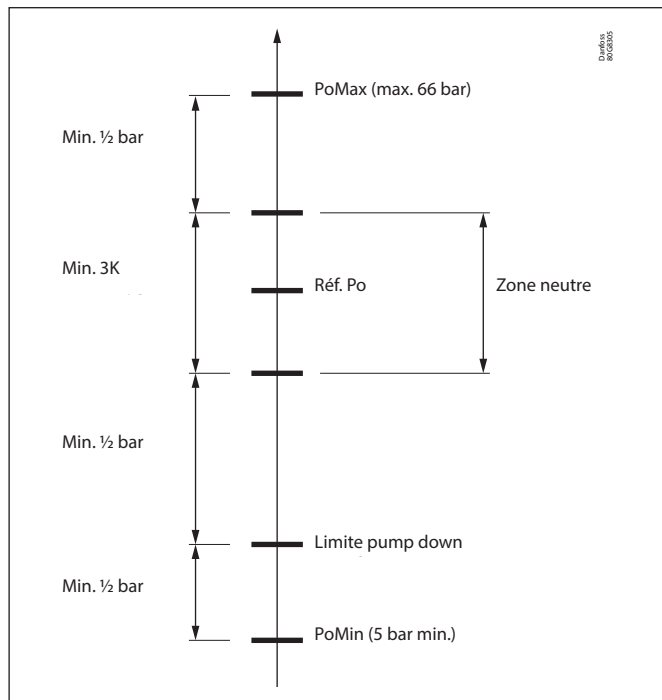 Danfoss
80G8305
PoMax (max. 66 bar)
Min. ½ bar
Min. 3K
Réf. Po
Zone neutre
Min. ½ bar
Limite pump down
Min. ½ bar
PoMin (5 bar min.)